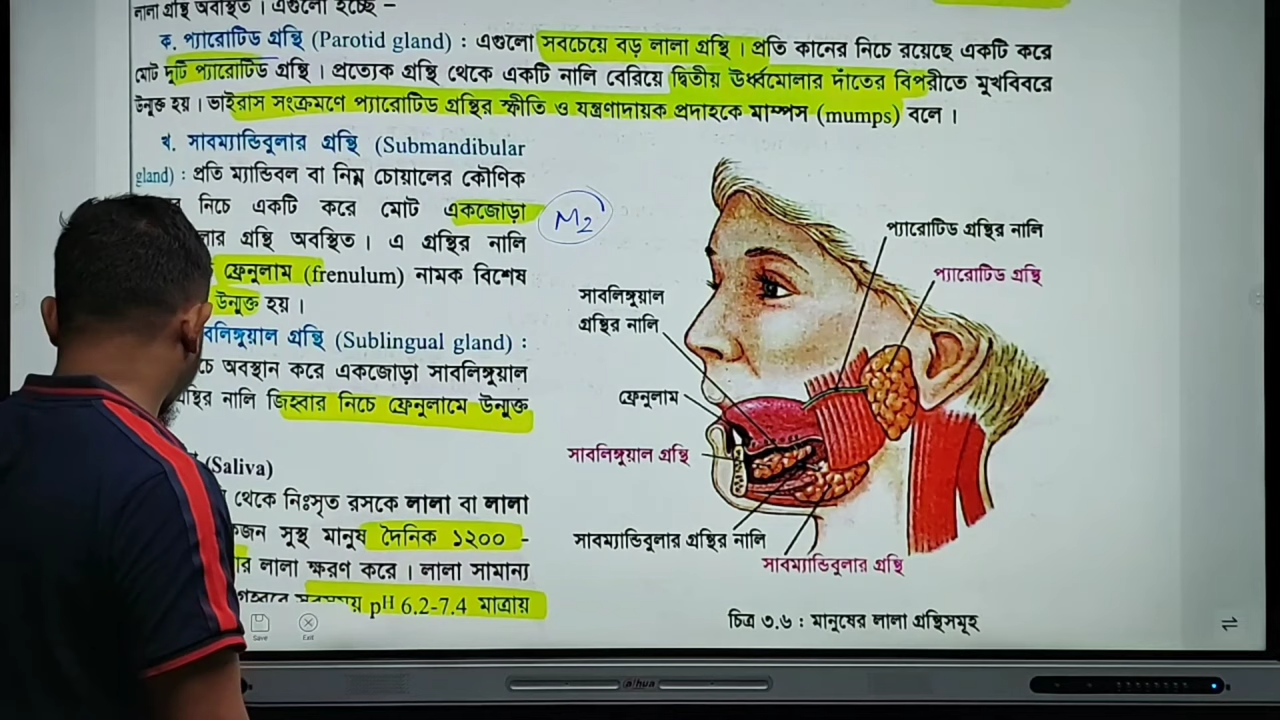 লালা গ্রন্থি অবস্থিত। এগুলো হচ্ছে –
ক. প্যারোটিড গ্রন্থি (Parotid gland) : এগুলো সবচেয়ে বড় লালা গ্রন্থি। প্রতি কানের নিচে রয়েছে একটি করে
মোট দুটি প্যারোটিড গ্রন্থি। প্রত্যেক গ্রন্থি থেকে একটি নালি বেরিয়ে দ্বিতীয় ঊর্ধ্বমোলার দাঁতের বিপরীতে মুখবিবরে
উন্মুক্ত হয়। ভাইরাস সংক্রমণে প্যারোটিড গ্রন্থির স্ফীতি ও যন্ত্রণাদায়ক প্রদাহকে মাম্পস (mumps) বলে।
খ. সাবম্যান্ডিবুলার গ্রন্থি (Submandibular
gland) : প্রতি ম্যান্ডিবল বা নিম্ন চোয়ালের কৌণিক
নিচে একটি করে মোট একজোড়া
লার গ্রন্থি অবস্থিত। এ গ্রন্থির নালি
ফ্রেনুলাম (frenulum) নামক বিশেষ
উন্মুক্ত হয়।
বলিঙ্গুয়াল গ্রন্থি (Sublingual gland) :
চে অবস্থান করে একজোড়া সাবলিঙ্গুয়াল
ন্থির নালি জিহ্বার নিচে ফ্রেনুলামে উন্মুক্ত
(Saliva)
থেকে নিঃসৃত রসকে লালা বা লালা
কজন সুস্থ মানুষ দৈনিক ১২০০ -
ার লালা ক্ষরণ করে। লালা সামান্য
pH 6.2-7.4 মাত্রায়
M2
প্যারোটিড গ্রন্থির নালি
প্যারোটিড গ্রন্থি
সাবলিঙ্গুয়াল
গ্রন্থির নালি
ফ্রেনুলাম
সাবলিঙ্গুয়াল গ্রন্থি
সাবম্যান্ডিবুলার গ্রন্থির নালি
সাবম্যান্ডিবুলার গ্রন্থি
চিত্র ৩.৬ : মানুষের লালা গ্রন্থিসমূহ
Save
Exit
alhua